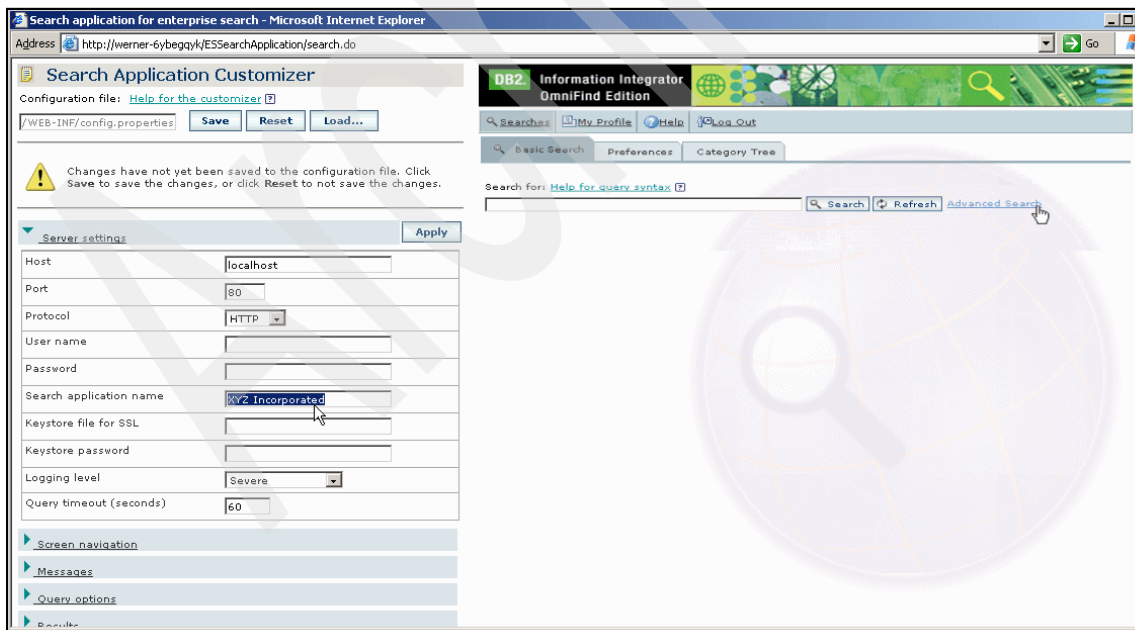 Search application for enterprise search - Microsoft Internet Explorer
Address http://werner-6ybegqyk/ESSearchApplication/search.do Go
Search Application Customizer
Configuration file: Help for the customizer ?
/WEB-INF/config.properties Save Reset Load...
Changes have not yet been saved to the configuration file. Click
Save to save the changes, or click Reset to not save the changes.
Server settings Apply
Host localhost
Port 80
Protocol HTTP
User name
Password
Search application name XYZ Incorporated
Keystore file for SSL
Keystore password
Logging level Severe
Query timeout (seconds) 60
Screen navigation
Messages
Query options
Results
DB2. Information Integrator
OmniFind Edition
Searches My Profile Help Log Out
Basic Search Preferences Category Tree
Search for: Help for query syntax ?
Search Refresh Advanced Search